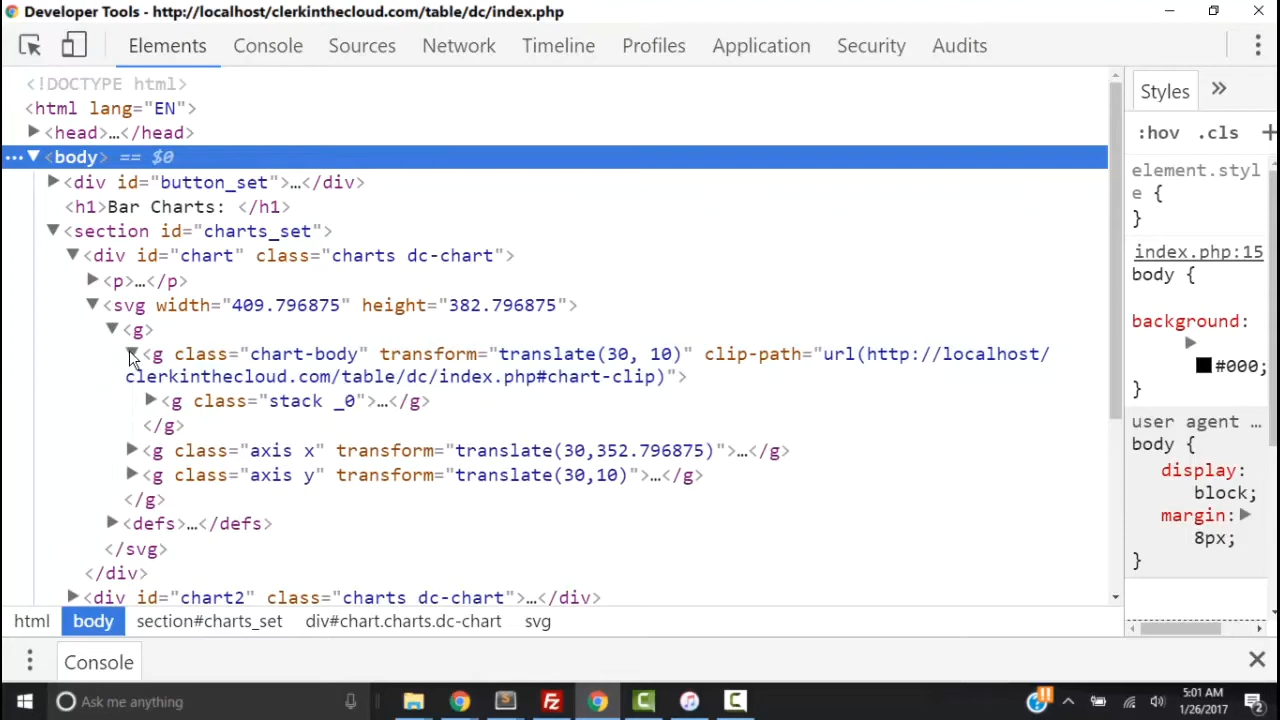 Developer Tools - http://localhost/clerkinthecloud.com/table/dc/index.php
Elements Console Sources Network Timeline Profiles Application Security Audits
<!DOCTYPE html>
<html lang="EN">
<head>…</head>
<body> == $0
<div id="button_set">…</div>
<h1>Bar Charts: </h1>
<section id="charts_set">
<div id="chart" class="charts dc-chart">
<p>…</p>
<svg width="409.796875" height="382.796875">
<g>
<g class="chart-body" transform="translate(30, 10)" clip-path="url(http://localhost/
clerkinthecloud.com/table/dc/index.php#chart-clip)">
<g class="stack _0">…</g>
</g>
<g class="axis x" transform="translate(30,352.796875)">…</g>
<g class="axis y" transform="translate(30,10)">…</g>
</g>
<defs>…</defs>
</svg>
</div>
<div id="chart2" class="charts dc-chart">…</div>
html body section#charts_set div#chart.charts.dc-chart svg
Styles »
:hov .cls +
element.styl
e {
}
index.php:15
body {
background:
#000;
}
user agent …
body {
display:
block;
margin:
8px;
}
Console
Ask me anything
5:01 AM
1/26/2017
2